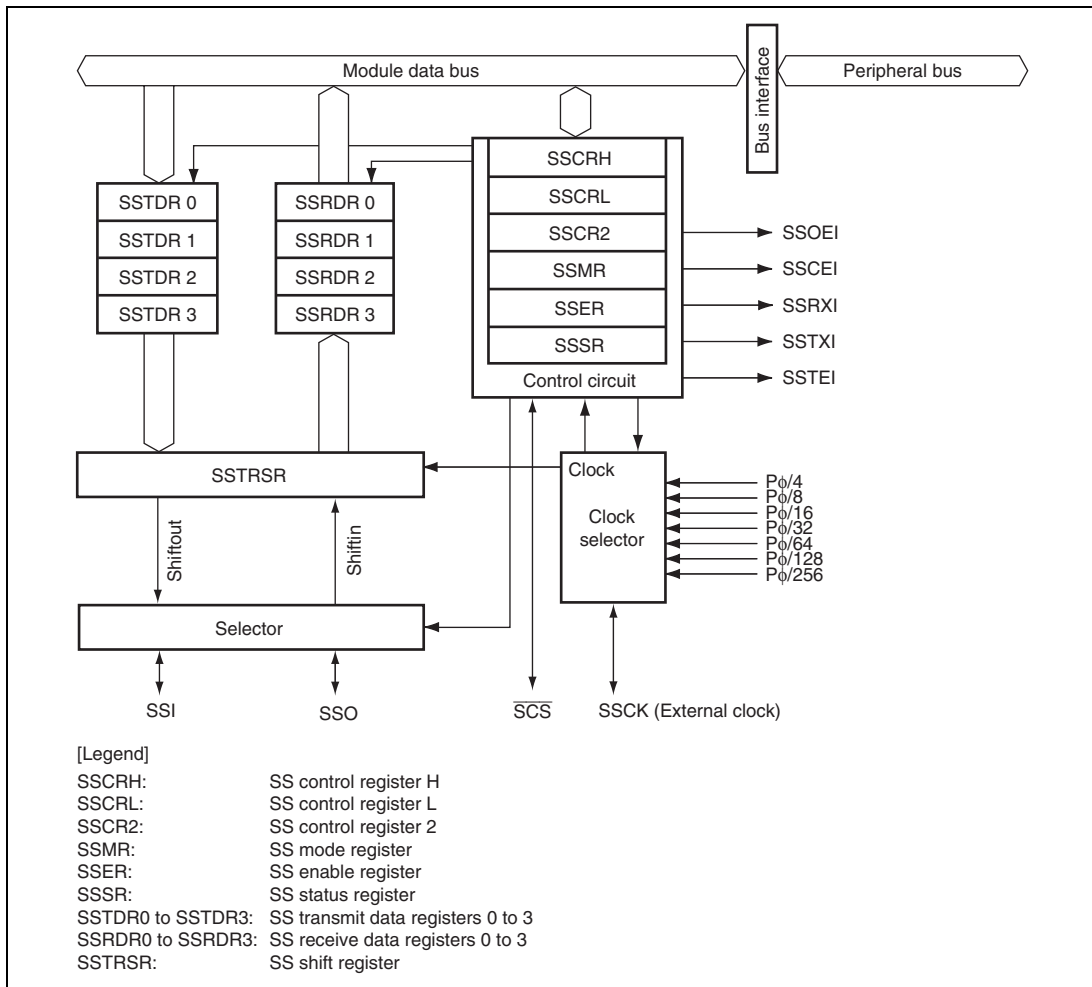 Module data bus
Bus interface
Peripheral bus
SSTDR 0
SSTDR 1
SSTDR 2
SSTDR 3
SSRDR 0
SSRDR 1
SSRDR 2
SSRDR 3
SSCRH
SSCRL
SSCR2
SSMR
SSER
SSSR
Control circuit
SSOEI
SSCEI
SSRXI
SSTXI
SSTEI
SSTRSR
Clock
Clock
selector
Pϕ/4
Pϕ/8
Pϕ/16
Pϕ/32
Pϕ/64
Pϕ/128
Pϕ/256
Shiftout
Shiftin
Selector
SSI
SSO
S̅C̅S̅
SSCK (External clock)
[Legend]
SSCRH: SS control register H
SSCRL: SS control register L
SSCR2: SS control register 2
SSMR: SS mode register
SSER: SS enable register
SSSR: SS status register
SSTDR0 to SSTDR3: SS transmit data registers 0 to 3
SSRDR0 to SSRDR3: SS receive data registers 0 to 3
SSTRSR: SS shift register